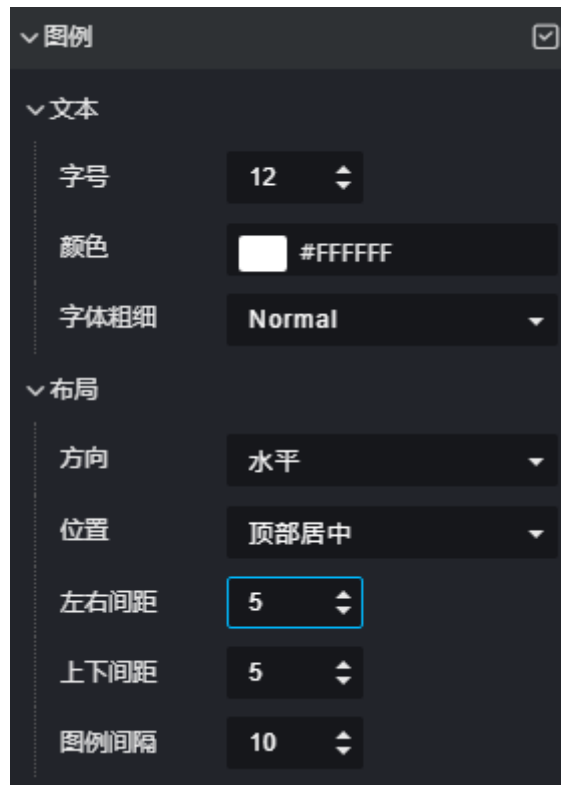 图例
文本
字号 12
颜色 #FFFFFF
字体粗细 Normal
布局
方向 水平
位置 顶部居中
左右间距 5
上下间距 5
图例间隔 10